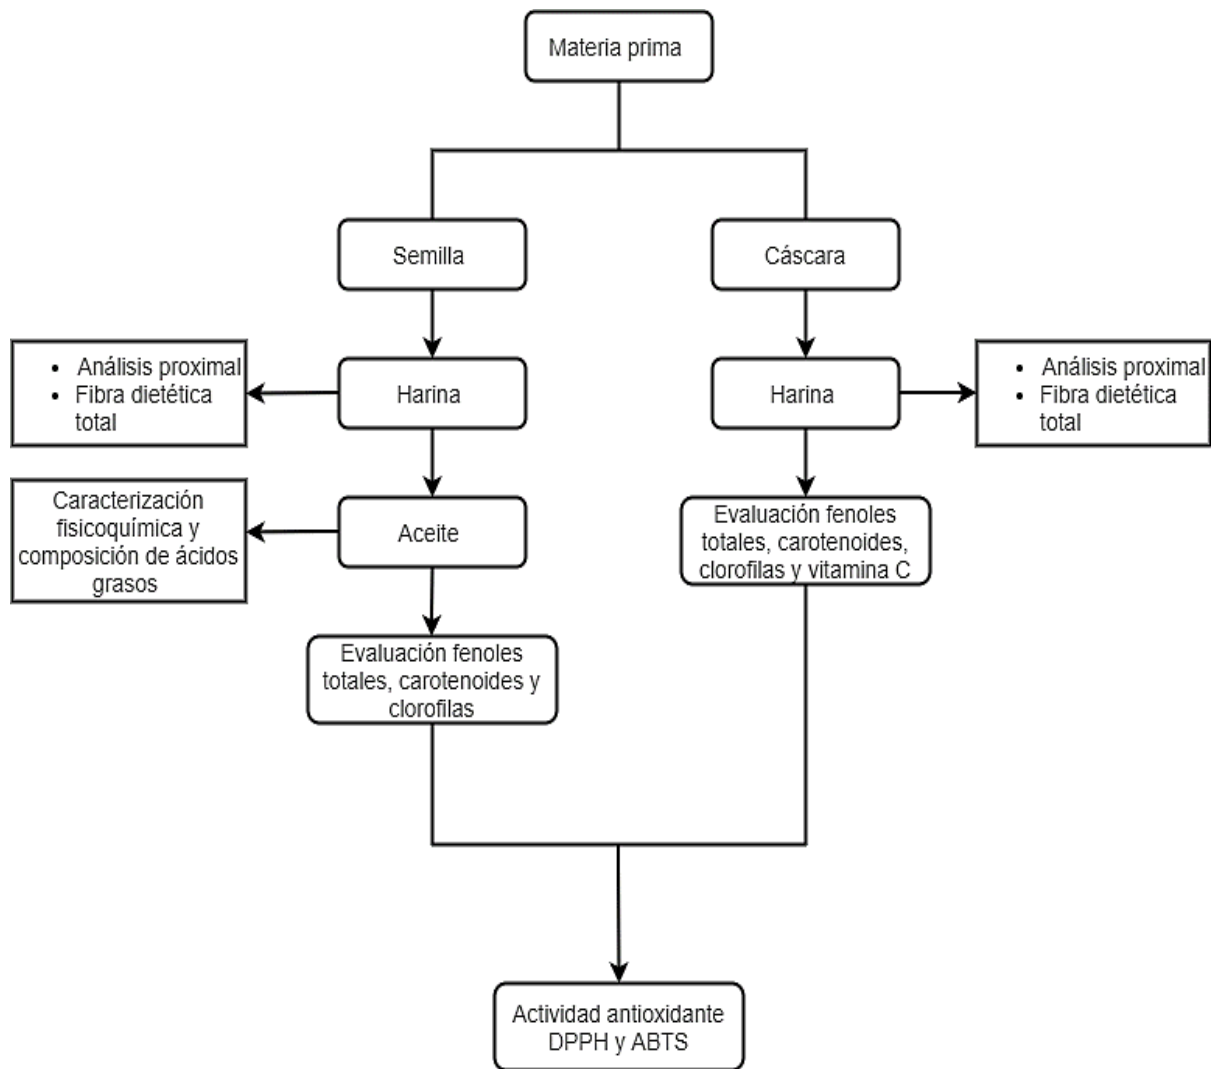 Materia prima
Semilla
Cáscara
• Análisis proximal
• Fibra dietética
total
Harina
Harina
• Análisis proximal
• Fibra dietética
total
Caracterización
fisicoquímica y
composición de ácidos
grasos
Aceite
Evaluación fenoles
totales, carotenoides,
clorofilas y vitamina C
Evaluación fenoles
totales, carotenoides y
clorofilas
Actividad antioxidante
DPPH y ABTS